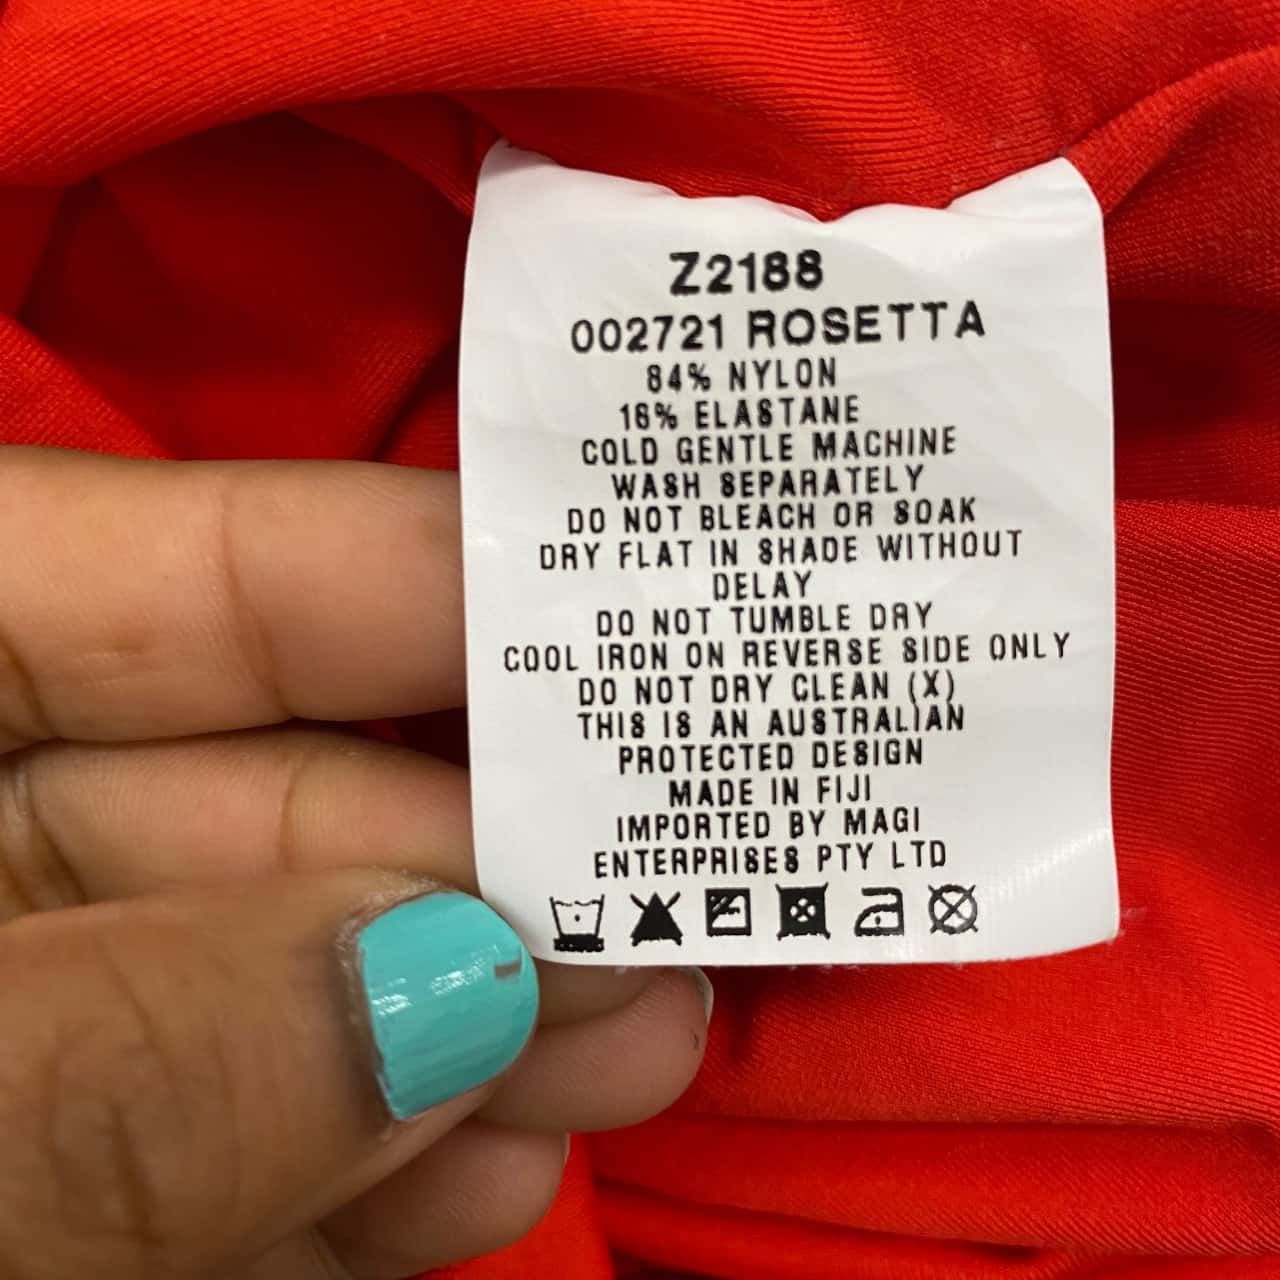 Z2188
002721 ROSETTA
84% NYLON
16% ELASTANE
COLD GENTLE MACHINE
WASH SEPARATELY
DO NOT BLEACH OR SOAK
DRY FLAT IN SHADE WITHOUT
DELAY
DO NOT TUMBLE DRY
COOL IRON ON REVERSE SIDE ONLY
DO NOT DRY CLEAN (X)
THIS IS AN AUSTRALIAN
PROTECTED DESIGN
MADE IN FIJI
IMPORTED BY MAGI
ENTERPRISES PTY LTD